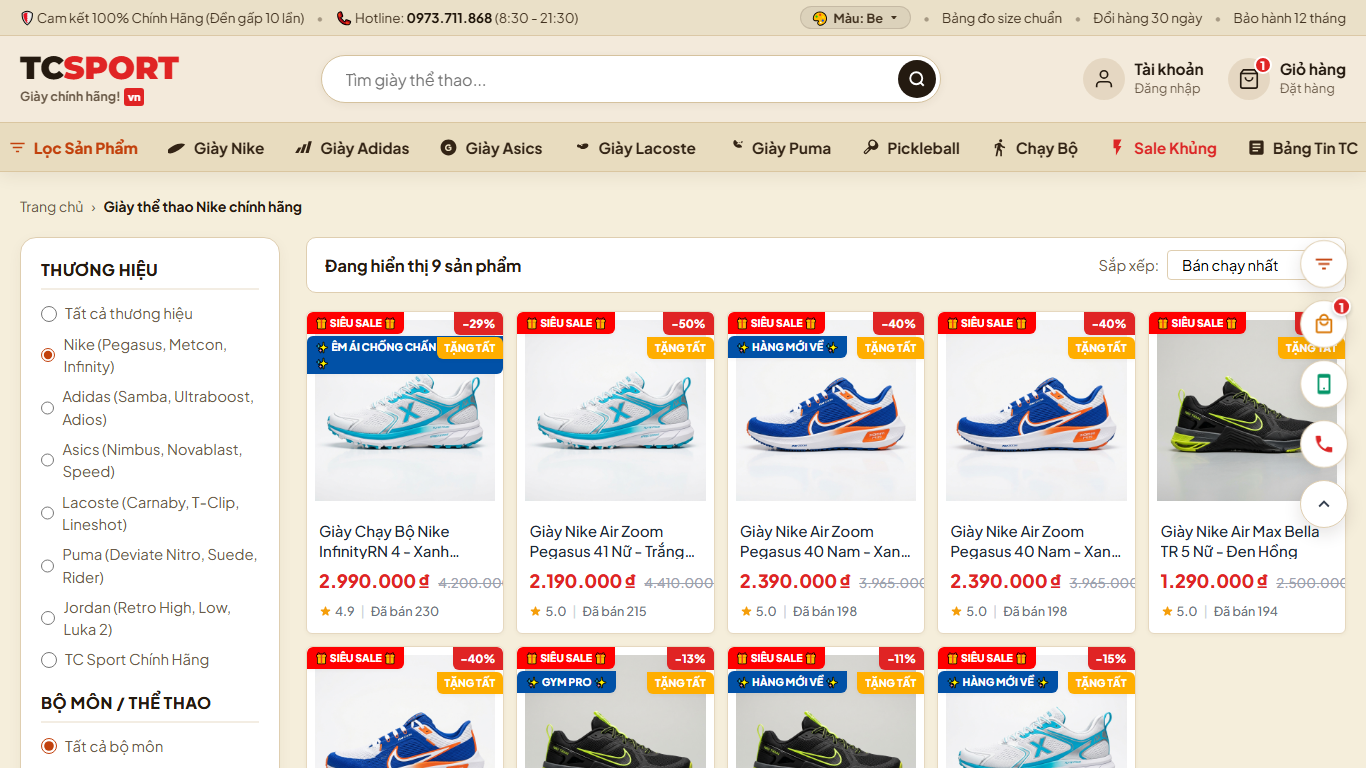 Cam kết 100% Chính Hãng (Đền gấp 10 lần)
Hotline: 0973.711.868 (8:30 - 21:30)
Màu: Be
Bảng đo size chuẩn
Đổi hàng 30 ngày
Bảo hành 12 tháng
TCSPORT
Giày chính hãng! vn
Tìm giày thể thao...
Tài khoản
Đăng nhập
1
Giỏ hàng
Đặt hàng
Lọc Sản Phẩm
Giày Nike
Giày Adidas
Giày Asics
Giày Lacoste
Giày Puma
Pickleball
Chạy Bộ
Sale Khủng
Bảng Tin TC
Trang chủ › Giày thể thao Nike chính hãng
THƯƠNG HIỆU
Tất cả thương hiệu
Nike (Pegasus, Metcon,
Infinity)
Adidas (Samba, Ultraboost,
Adios)
Asics (Nimbus, Novablast,
Speed)
Lacoste (Carnaby, T-Clip,
Lineshot)
Puma (Deviate Nitro, Suede,
Rider)
Jordan (Retro High, Low,
Luka 2)
TC Sport Chính Hãng
BỘ MÔN / THỂ THAO
Tất cả bộ môn
Đang hiển thị 9 sản phẩm
Sắp xếp:
Bán chạy nhất
1
SIÊU SALE
-29%
ÊM ÁI CHỐNG CHẤN
TẶNG TẤT
Giày Chạy Bộ Nike
InfinityRN 4 - Xanh...
2.990.000 ₫ 4.200.00
4.9 | Đã bán 230
SIÊU SALE
-50%
TẶNG TẤT
Giày Nike Air Zoom
Pegasus 41 Nữ - Trắng...
2.190.000 ₫ 4.410.000
5.0 | Đã bán 215
SIÊU SALE
-40%
HÀNG MỚI VỀ
TẶNG TẤT
Giày Nike Air Zoom
Pegasus 40 Nam - Xan...
2.390.000 ₫ 3.965.000
5.0 | Đã bán 198
SIÊU SALE
-40%
TẶNG TẤT
Giày Nike Air Zoom
Pegasus 40 Nam - Xan...
2.390.000 ₫ 3.965.000
5.0 | Đã bán 198
SIÊU SALE
TẶNG TẤT
Giày Nike Air Max Bella
TR 5 Nữ - Đen Hồng
1.290.000 ₫ 2.500.000
5.0 | Đã bán 194
SIÊU SALE
-40%
TẶNG TẤT
SIÊU SALE
-13%
GYM PRO
TẶNG TẤT
SIÊU SALE
-11%
HÀNG MỚI VỀ
TẶNG TẤT
SIÊU SALE
-15%
HÀNG MỚI VỀ
TẶNG TẤT